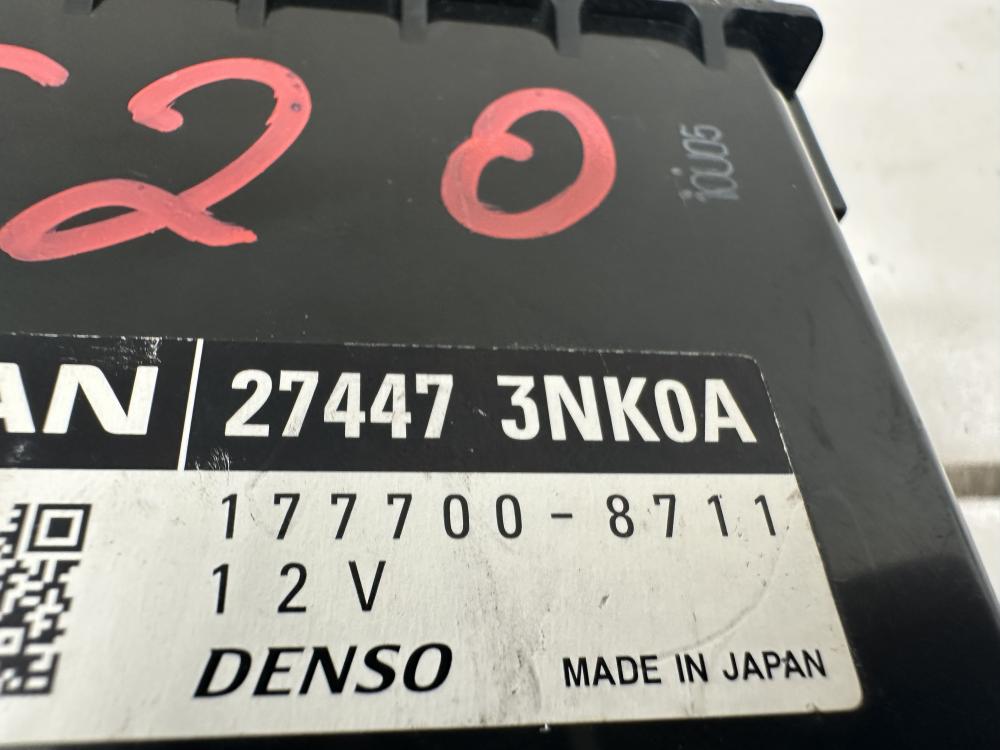 20
10U05
AN 27447 3NK0A
177700-8711
12V
DENSO MADE IN JAPAN